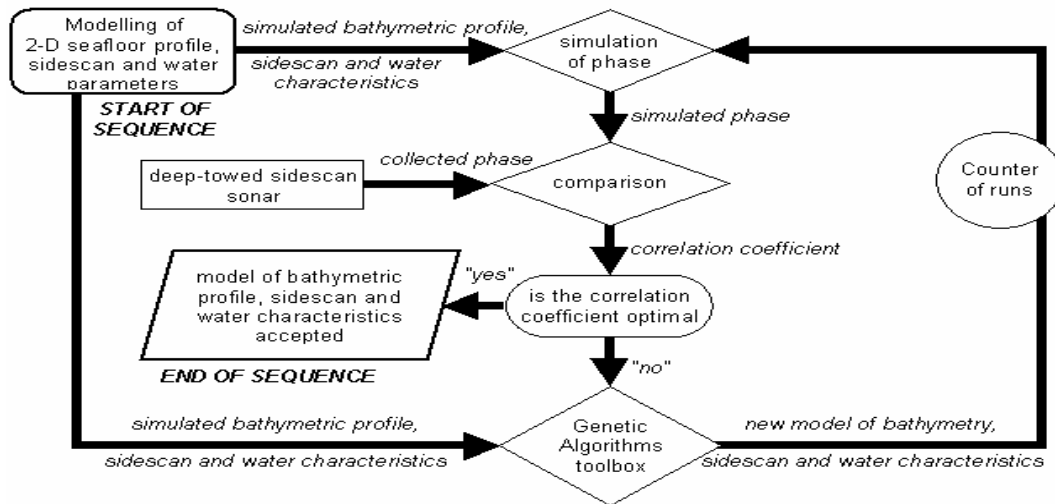 Modelling of
2-D seafloor profile,
sidescan and water
parameters
START OF
SEQUENCE
simulated bathymetric profile,
sidescan and water
characteristics
simulation
of phase
simulated phase
collected phase
deep-towed sidescan
sonar
comparison
Counter
of runs
correlation coefficient
"yes"
model of bathymetric
profile, sidescan and
water characteristics
accepted
is the correlation
coefficient optimal
END OF SEQUENCE
"no"
simulated bathymetric profile,
sidescan and water characteristics
Genetic
Algorithms
toolbox
new model of bathymetry,
sidescan and water characteristics